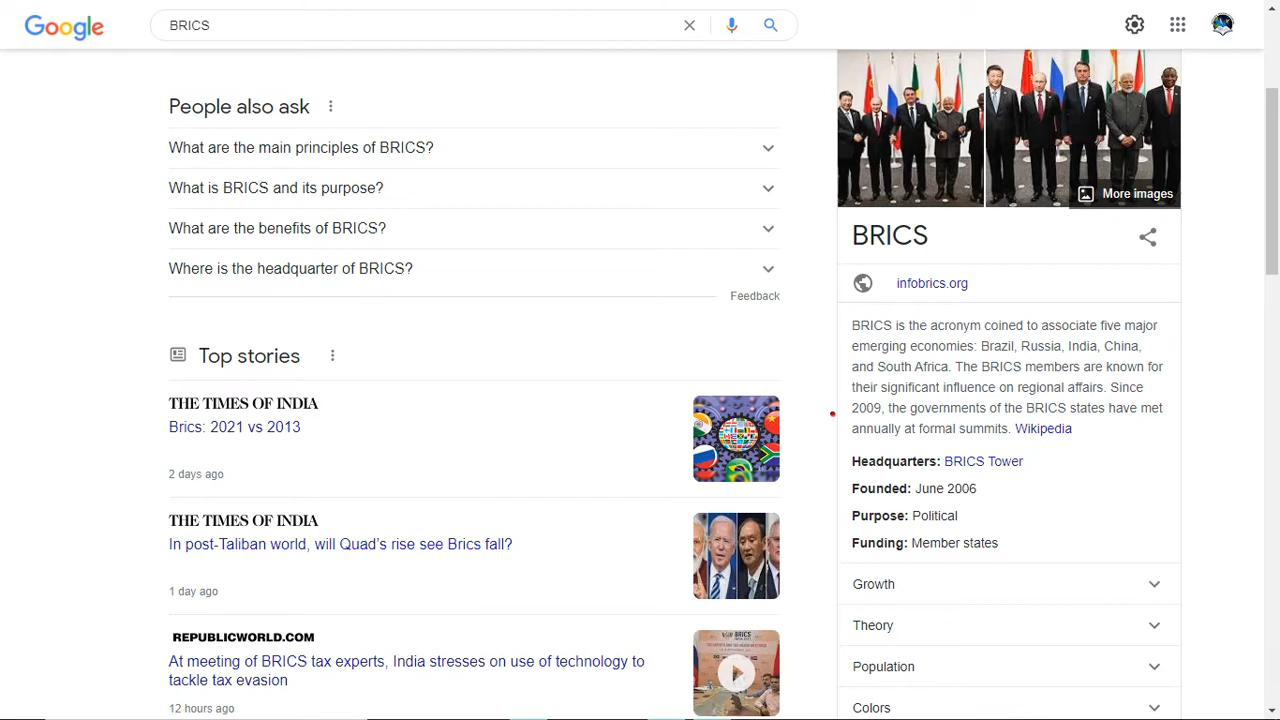 Google
BRICS
People also ask
What are the main principles of BRICS?
What is BRICS and its purpose?
What are the benefits of BRICS?
Where is the headquarter of BRICS?
Feedback
Top stories
THE TIMES OF INDIA
Brics: 2021 vs 2013
2 days ago
THE TIMES OF INDIA
In post-Taliban world, will Quad's rise see Brics fall?
1 day ago
REPUBLICWORLD.COM
At meeting of BRICS tax experts, India stresses on use of technology to
tackle tax evasion
12 hours ago
More images
BRICS
infobrics.org
BRICS is the acronym coined to associate five major
emerging economies: Brazil, Russia, India, China,
and South Africa. The BRICS members are known for
their significant influence on regional affairs. Since
2009, the governments of the BRICS states have met
annually at formal summits. Wikipedia
Headquarters: BRICS Tower
Founded: June 2006
Purpose: Political
Funding: Member states
Growth
Theory
Population
Colors